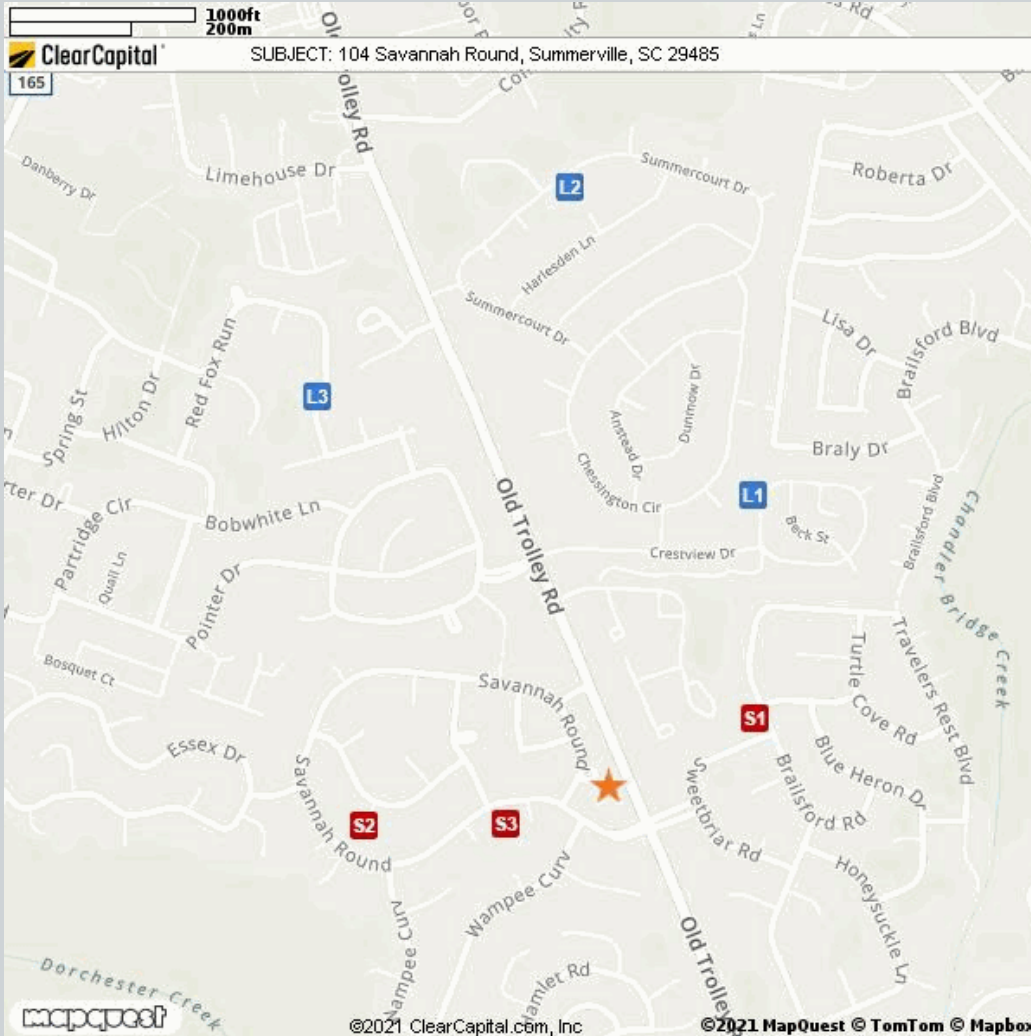 1000ft
200m
ClearCapital
SUBJECT: 104 Savannah Round, Summerville, SC 29485
165
Old Trolley Rd
Limehouse Dr
Danberry Dr
L2
Summercourt Dr
Roberta Dr
Harlesden Ln
Summercourt Dr
Lisa Dr
Brailsford Blvd
Red Fox Run
L3
Hilton Dr
Spring St
Dunmow Dr
Anstead Dr
Braly Dr
Chessington Cir
L1
Beck St
Brailsford Blvd
Chandler Bridge Creek
Old Trolley Rd
Partridge Cir
Bobwhite Ln
Quail Ln
Crestview Dr
Pointer Dr
Bosquet Ct
Savannah Round
S1
Turtle Cove Rd
Travelers Rest Blvd
Essex Dr
Savannah Round
Blue Heron Dr
S2
S3
Sweetbriar Rd
Brailsford Rd
Wampee Curv
Honeysuckle Ln
Wampee Curv
Old Trolley R
Hamlet Rd
Dorchester Creek
mapquest
©2021 ClearCapital.com, Inc
©2021 MapQuest © TomTom © Mapbox